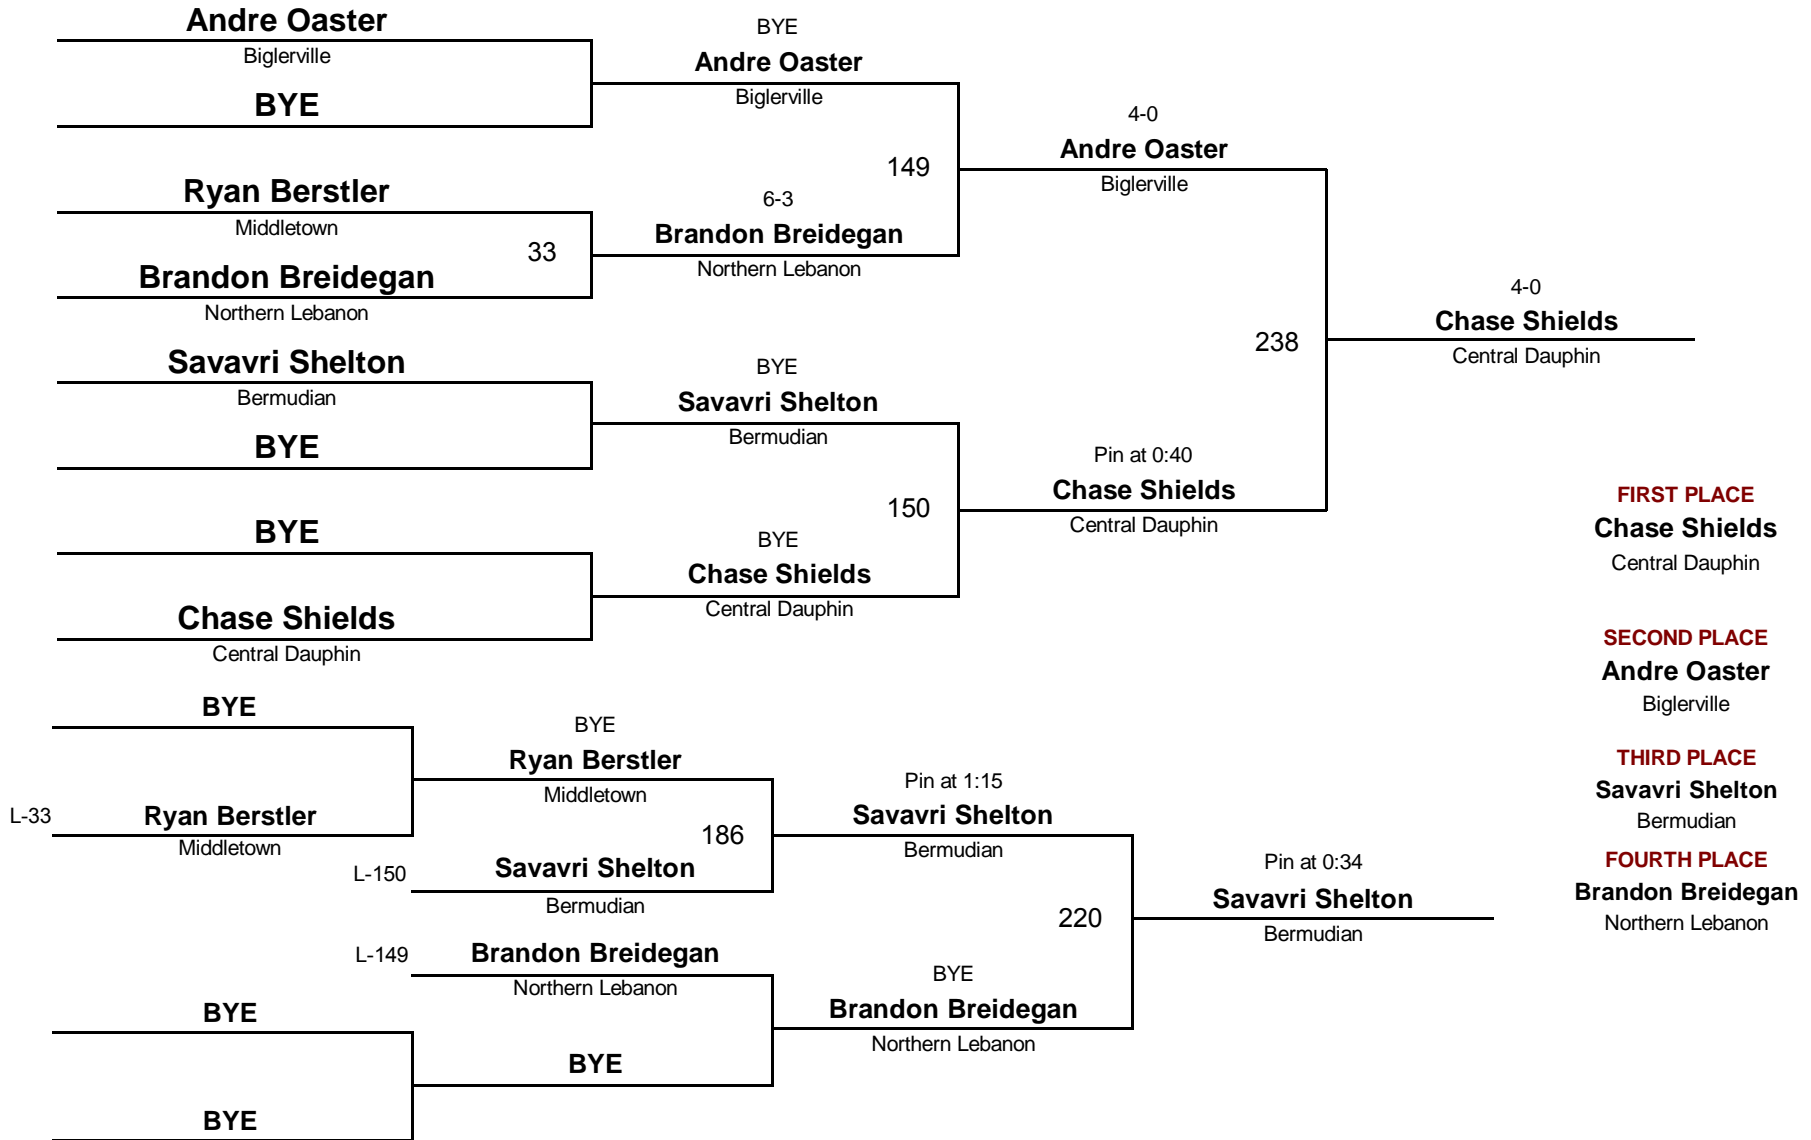 Andre Oaster
Biglerville
BYE
Ryan Berstler
Middletown
33
Brandon Breidegan
Northern Lebanon
Savavri Shelton
Bermudian
BYE
BYE
Chase Shields
Central Dauphin
BYE
Andre Oaster
Biglerville
149
6-3
Brandon Breidegan
Northern Lebanon
BYE
Savavri Shelton
Bermudian
150
BYE
Chase Shields
Central Dauphin
4-0
Andre Oaster
Biglerville
238
Pin at 0:40
Chase Shields
Central Dauphin
4-0
Chase Shields
Central Dauphin
FIRST PLACE
Chase Shields
Central Dauphin
SECOND PLACE
Andre Oaster
Biglerville
THIRD PLACE
Savavri Shelton
Bermudian
FOURTH PLACE
Brandon Breidegan
Northern Lebanon
BYE
L-33
Ryan Berstler
Middletown
BYE
BYE
BYE
Ryan Berstler
Middletown
186
L-150
Savavri Shelton
Bermudian
L-149
Brandon Breidegan
Northern Lebanon
BYE
Pin at 1:15
Savavri Shelton
Bermudian
220
BYE
Brandon Breidegan
Northern Lebanon
Pin at 0:34
Savavri Shelton
Bermudian